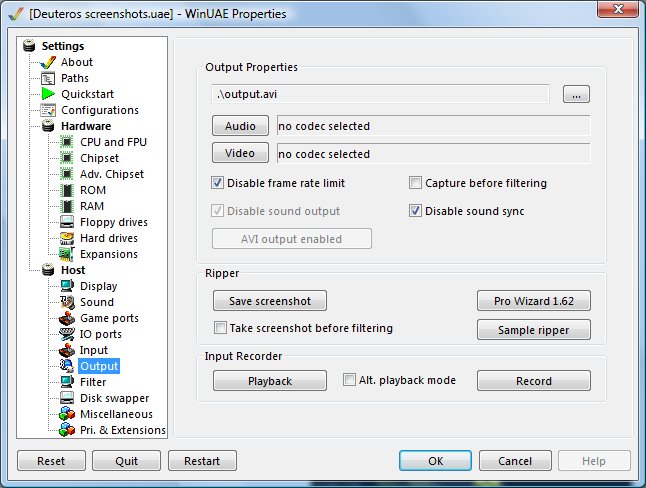 [Deuteros screenshots.uae] - WinUAE Properties
Settings
About
Paths
Quickstart
Configurations
Hardware
CPU and FPU
Chipset
Adv. Chipset
ROM
RAM
Floppy drives
Hard drives
Expansions
Host
Display
Sound
Game ports
IO ports
Input
Output
Filter
Disk swapper
Miscellaneous
Pri. & Extensions
Output Properties
.\output.avi
...
Audio no codec selected
Video no codec selected
Disable frame rate limit Capture before filtering
Disable sound output Disable sound sync
AVI output enabled
Ripper
Save screenshot Pro Wizard 1.62
Take screenshot before filtering Sample ripper
Input Recorder
Playback Alt. playback mode Record
Reset Quit Restart OK Cancel Help